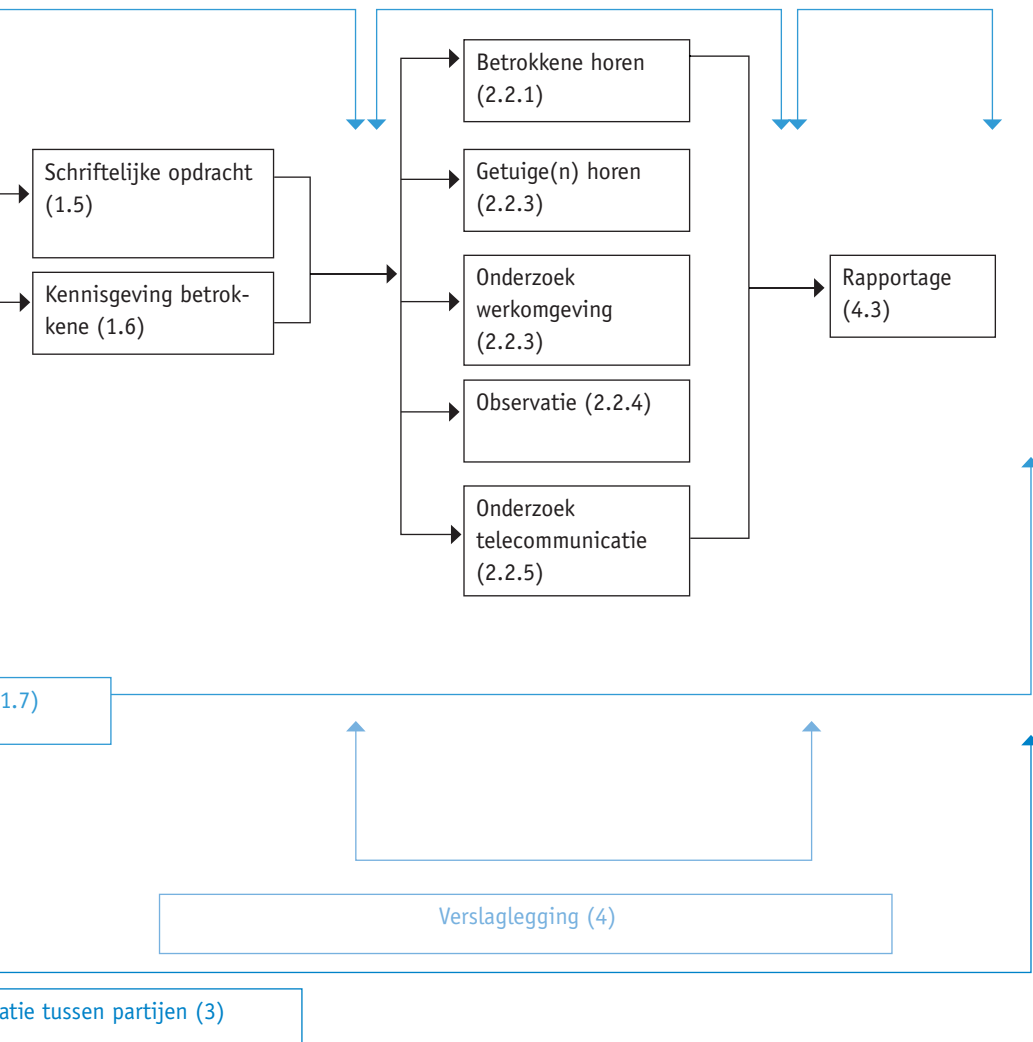 Schriftelijke opdracht
(1.5)
Kennisgeving betrok-
kene (1.6)
Betrokkene horen
(2.2.1)
Getuige(n) horen
(2.2.3)
Onderzoek
werkomgeving
(2.2.3)
Observatie (2.2.4)
Onderzoek
telecommunicatie
(2.2.5)
Rapportage
(4.3)
1.7)
Verslaglegging (4)
atie tussen partijen (3)